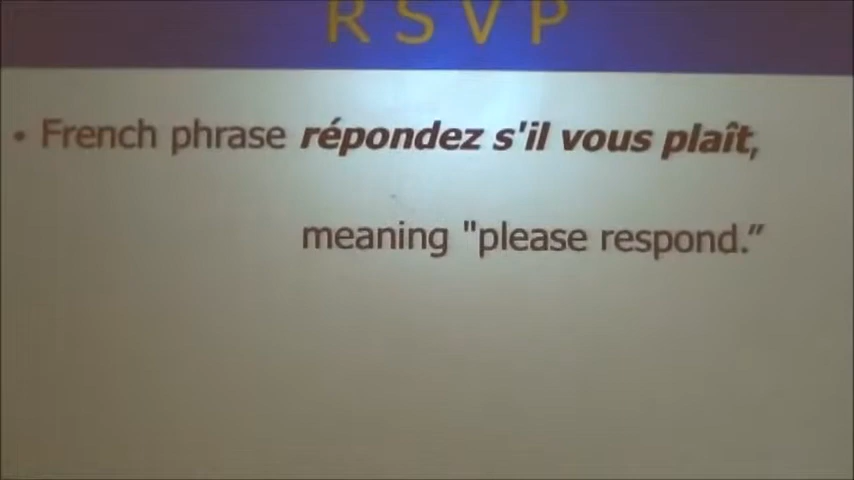 R S V P
• French phrase répondez s'il vous plaît,
meaning "please respond.”